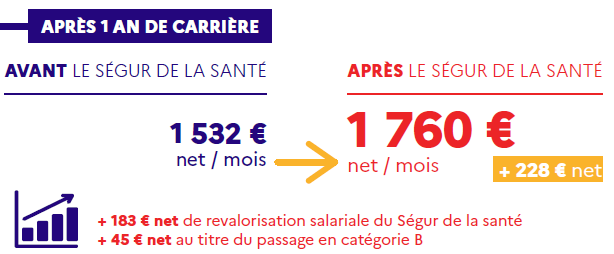 APRÈS 1 AN DE CARRIÈRE
AVANT LE SÉGUR DE LA SANTÉ
1 532 €
net / mois
APRÈS LE SÉGUR DE LA SANTÉ
1 760 €
net / mois
+ 228 € net
+ 183 € net de revalorisation salariale du Ségur de la santé
+ 45 € net au titre du passage en catégorie B